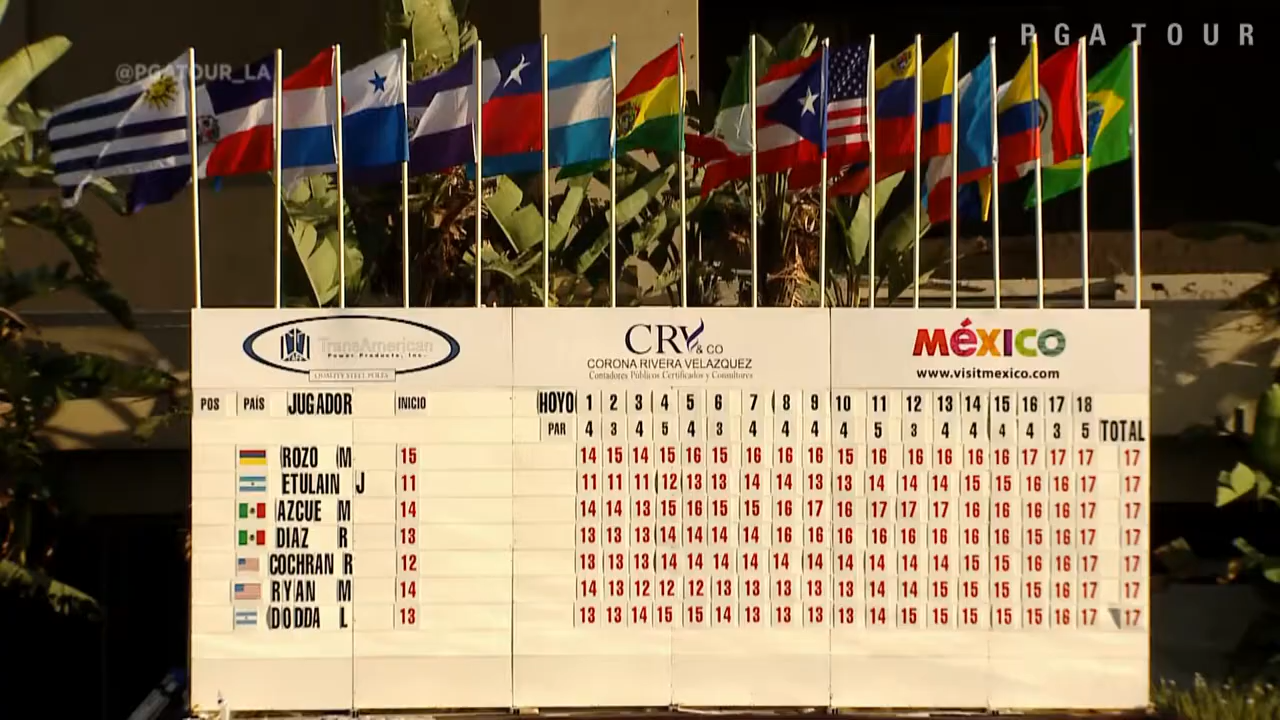 PGA TOUR
@PGATOUR_LA
TransAmerican
Power Products, Inc.
QUALITY STEEL POLES
CRV & CO
CORONA RIVERA VELAZQUEZ
Contadores Públicos Certificados y Consultores
MéXICO
www.visitmexico.com
POS PAÍS JUGADOR INICIO HOYO 1 2 3 4 5 6 7 8 9 10 11 12 13 14 15 16 17 18
PAR 4 3 4 5 4 3 4 4 4 4 5 3 4 4 4 4 3 5 TOTAL
ROZO M 15 14 15 14 15 16 15 16 16 16 15 16 16 16 16 16 17 17 17 17
ETULAIN J 11 11 11 11 12 13 13 14 14 13 13 14 14 14 15 15 16 16 17 17
AZCUE M 14 14 14 13 15 16 15 15 16 17 16 17 17 17 16 16 16 16 17 17
DIAZ R 13 13 13 13 14 14 14 14 16 16 16 16 16 15 15 15 16 15 17 17
COCHRAN R 12 13 13 14 14 14 14 14 14 14 14 14 14 14 15 15 16 16 17 17
RYAN M 14 14 13 12 12 12 13 14 13 13 13 14 14 15 15 15 16 16 17 17
DODDA L 13 13 13 14 15 15 14 13 14 13 13 14 15 15 15 15 15 16 17 17